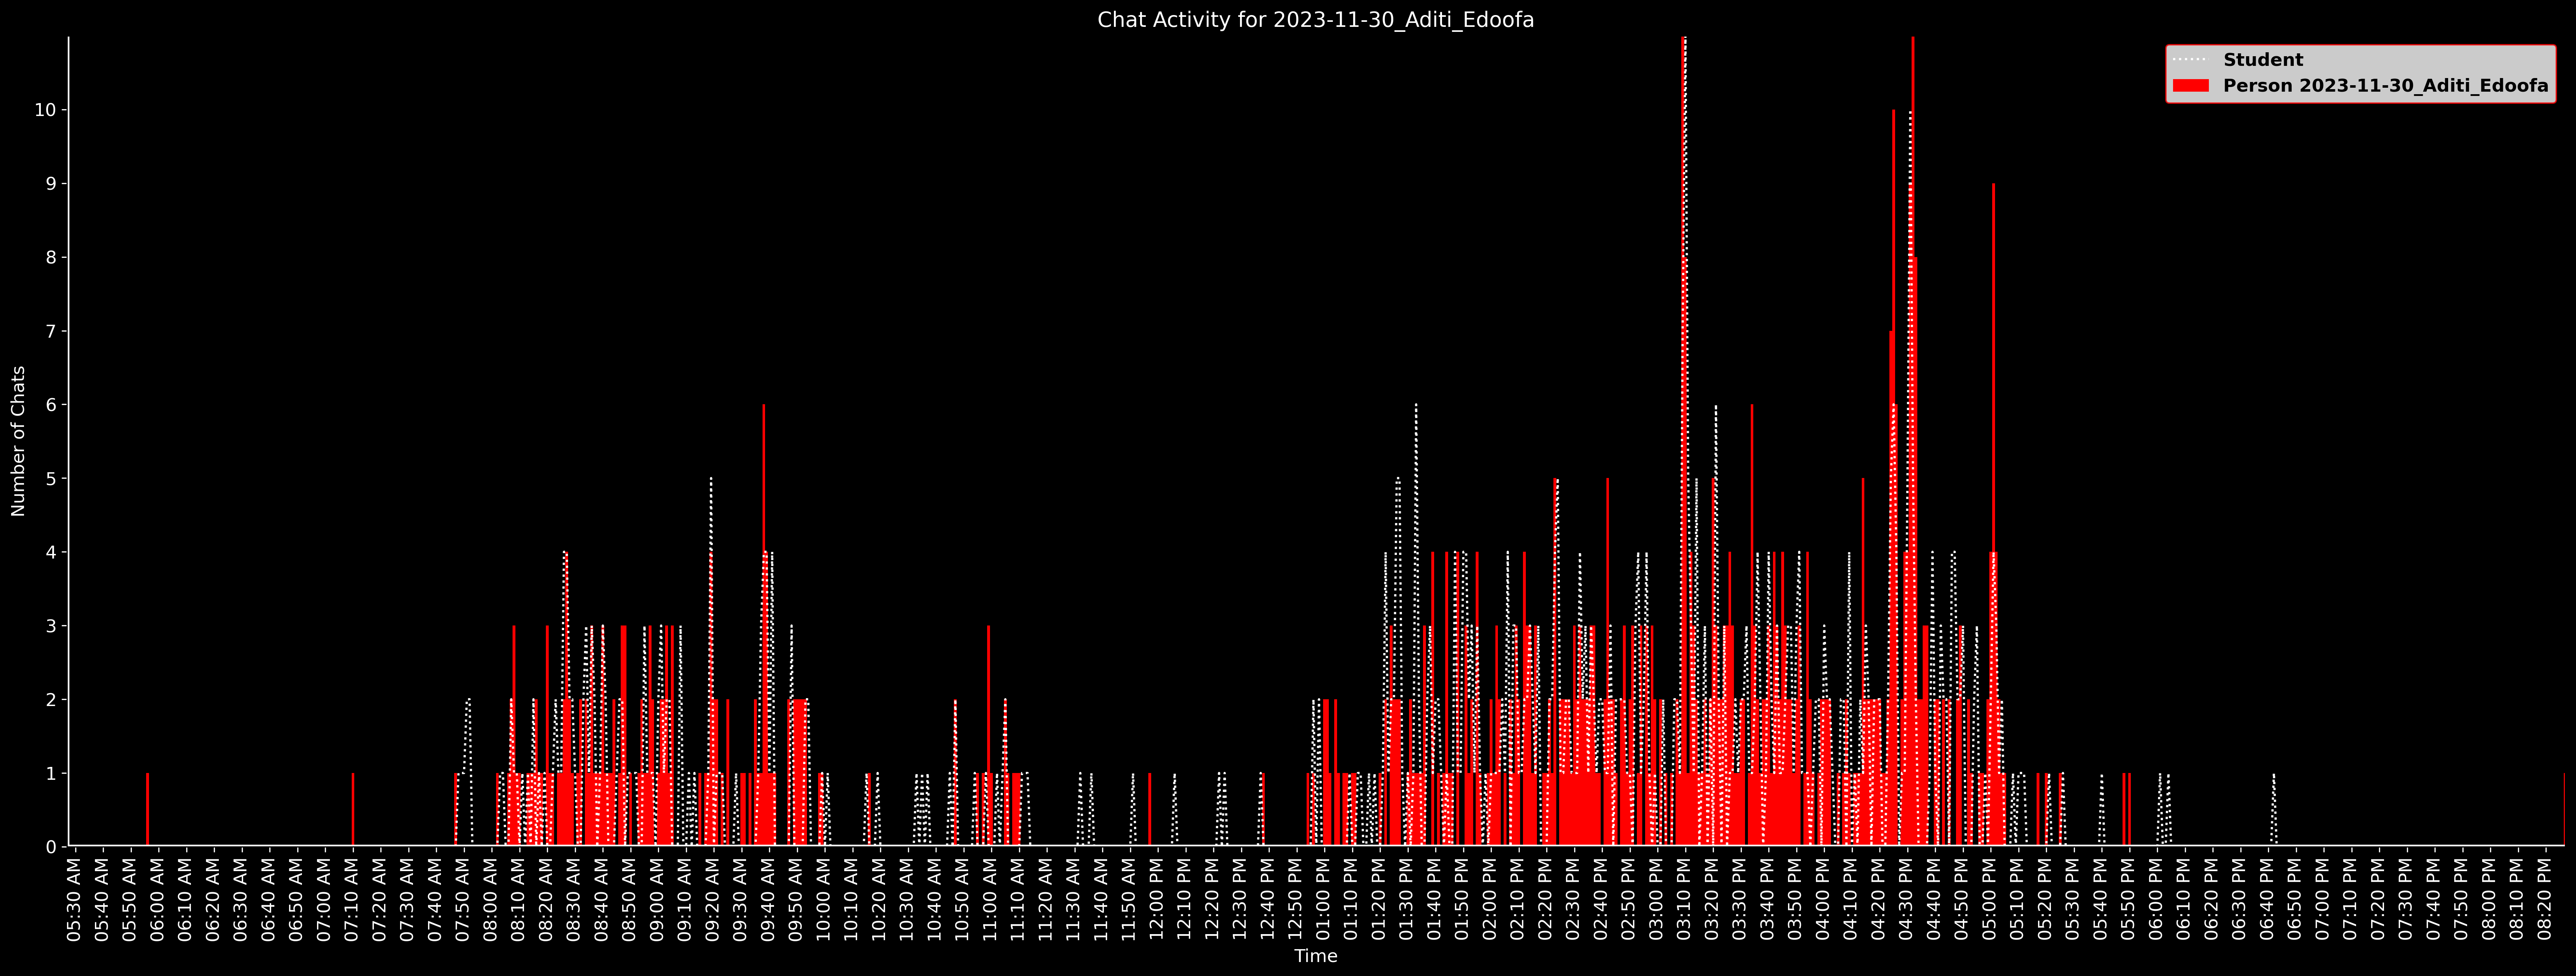 Chat Activity for 2023-11-30_Aditi_Edoofa
Student
Person 2023-11-30_Aditi_Edoofa
Number of Chats
10
9
8
7
6
5
4
3
2
1
0
05:30 AM
05:40 AM
05:50 AM
06:00 AM
06:10 AM
06:20 AM
06:30 AM
06:40 AM
06:50 AM
07:00 AM
07:10 AM
07:20 AM
07:30 AM
07:40 AM
07:50 AM
08:00 AM
08:10 AM
08:20 AM
08:30 AM
08:40 AM
08:50 AM
09:00 AM
09:10 AM
09:20 AM
09:30 AM
09:40 AM
09:50 AM
10:00 AM
10:10 AM
10:20 AM
10:30 AM
10:40 AM
10:50 AM
11:00 AM
11:10 AM
11:20 AM
11:30 AM
11:40 AM
11:50 AM
12:00 PM
12:10 PM
12:20 PM
12:30 PM
12:40 PM
12:50 PM
01:00 PM
01:10 PM
01:20 PM
01:30 PM
01:40 PM
01:50 PM
02:00 PM
02:10 PM
02:20 PM
02:30 PM
02:40 PM
02:50 PM
03:00 PM
03:10 PM
03:20 PM
03:30 PM
03:40 PM
03:50 PM
04:00 PM
04:10 PM
04:20 PM
04:30 PM
04:40 PM
04:50 PM
05:00 PM
05:10 PM
05:20 PM
05:30 PM
05:40 PM
05:50 PM
06:00 PM
06:10 PM
06:20 PM
06:30 PM
06:40 PM
06:50 PM
07:00 PM
07:10 PM
07:20 PM
07:30 PM
07:40 PM
07:50 PM
08:00 PM
08:10 PM
08:20 PM
Time